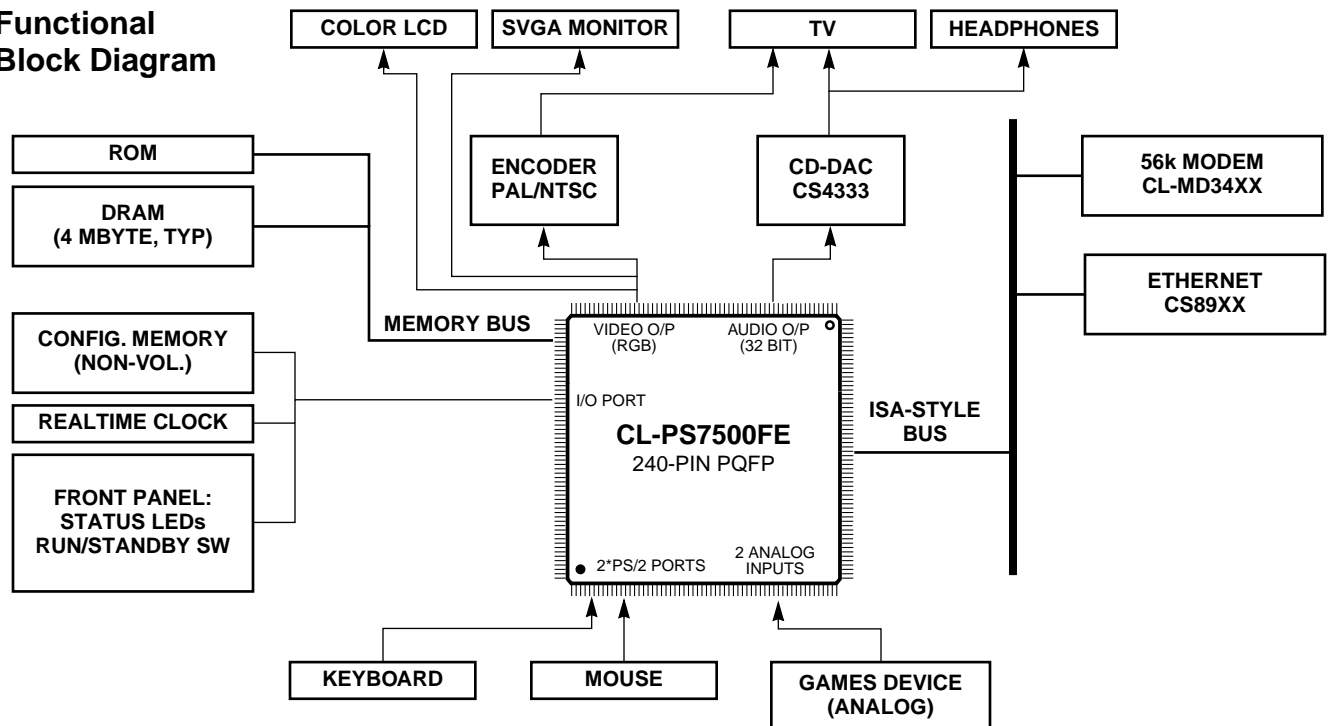 Functional
Block Diagram
COLOR LCD
SVGA MONITOR
TV
HEADPHONES
ROM
DRAM
(4 MBYTE, TYP)
ENCODER
PAL/NTSC
CD-DAC
CS4333
56k MODEM
CL-MD34XX
ETHERNET
CS89XX
CONFIG. MEMORY
(NON-VOL.)
REALTIME CLOCK
FRONT PANEL:
STATUS LEDs
RUN/STANDBY SW
MEMORY BUS
VIDEO O/P
(RGB)
AUDIO O/P
(32 BIT)
I/O PORT
CL-PS7500FE
240-PIN PQFP
ISA-STYLE
BUS
2*PS/2 PORTS
2 ANALOG
INPUTS
KEYBOARD
MOUSE
GAMES DEVICE
(ANALOG)